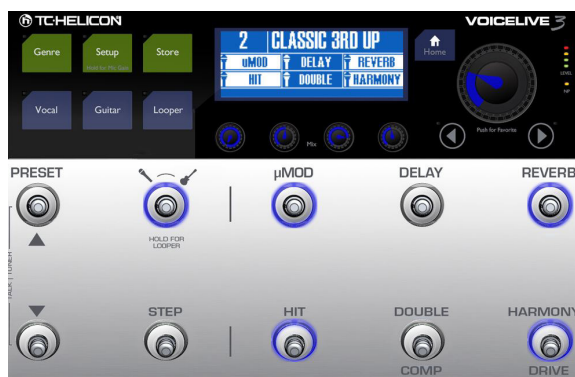 TC·HELICON
VOICELIVE 3
Genre
Setup
Hold for Mic Gain
Store
2 CLASSIC 3RD UP
uMOD DELAY REVERB
HIT DOUBLE HARMONY
Home
LEVEL
Vocal
Guitar
Looper
Mix
Push for Favorite
PRESET
µMOD
DELAY
REVERB
HOLD FOR
LOOPER
TALK | TUNER
STEP
HIT
DOUBLE
HARMONY
COMP
DRIVE